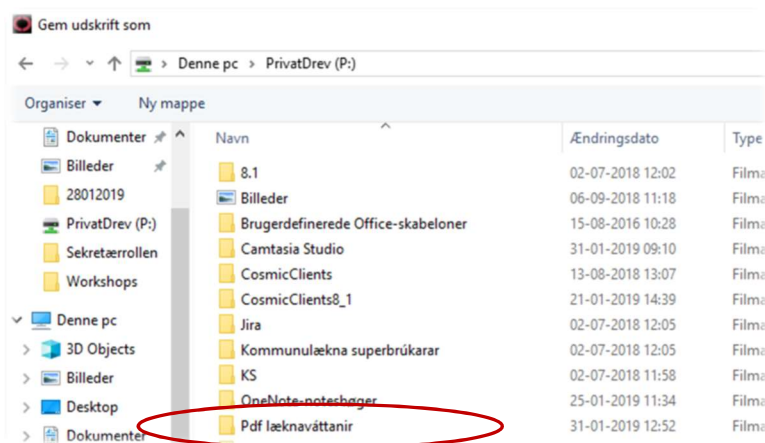 Gem udskrift som
Denne pc > PrivatDrev (P:)
Organiser Ny mappe
Navn Ændringsdato Type
Dokumenter
Billeder
28012019
PrivatDrev (P:)
Sekretærrollen
Workshops
Denne pc
3D Objects
Billeder
Desktop
Dokumenter
8.1 02-07-2018 12:02 Filma
Billeder 06-09-2018 11:18 Filma
Brugerdefinerede Office-skabeloner 15-08-2016 10:28 Filma
Camtasia Studio 31-01-2019 09:10 Filma
CosmicClients 13-08-2018 13:07 Filma
CosmicClients8_1 21-01-2019 14:39 Filma
Jira 02-07-2018 12:05 Filma
Kommunulækna superbrúkarar 02-07-2018 12:05 Filma
KS 02-07-2018 11:58 Filma
OneNote-notesbøger 25-01-2019 11:34 Filma
Pdf læknaváttanir 31-01-2019 12:52 Filma